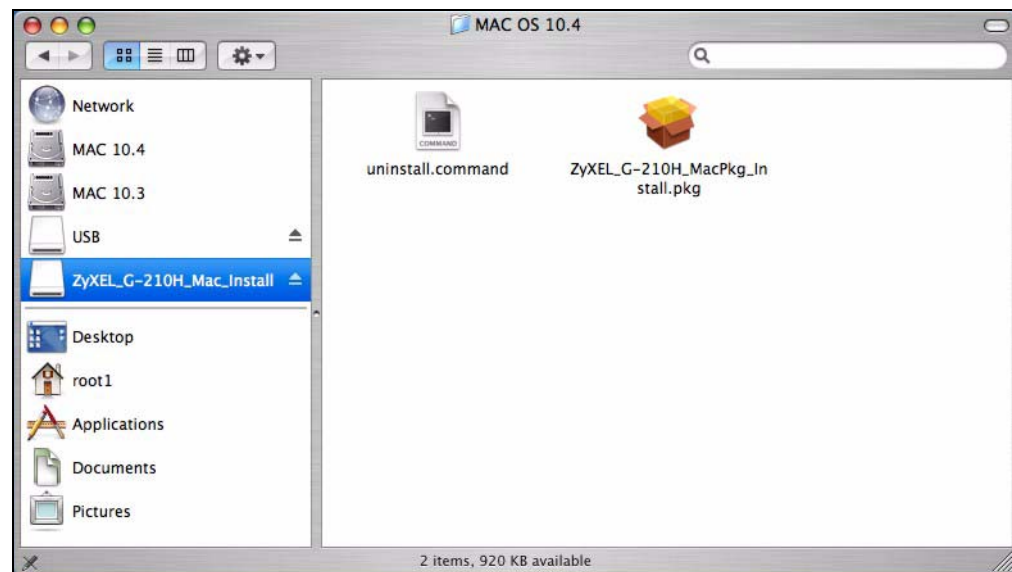 MAC OS 10.4
Network
MAC 10.4
MAC 10.3
USB
ZyXEL_G-210H_Mac_Install
Desktop
root1
Applications
Documents
Pictures
COMMAND
uninstall.command
ZyXEL_G-210H_MacPkg_In
stall.pkg
2 items, 920 KB available